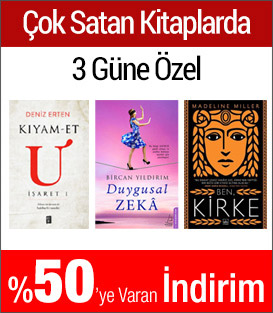 Çok Satan Kitaplarda
3 Güne Özel
DENİZ ERTEN
KIYAM-ET
U
İŞARET 1
BİRCAN YILDIRIM
Duygusal
ZEKÂ
MADELINE MILLER
BEN,
KİRKE
%50'ye Varan İndirim